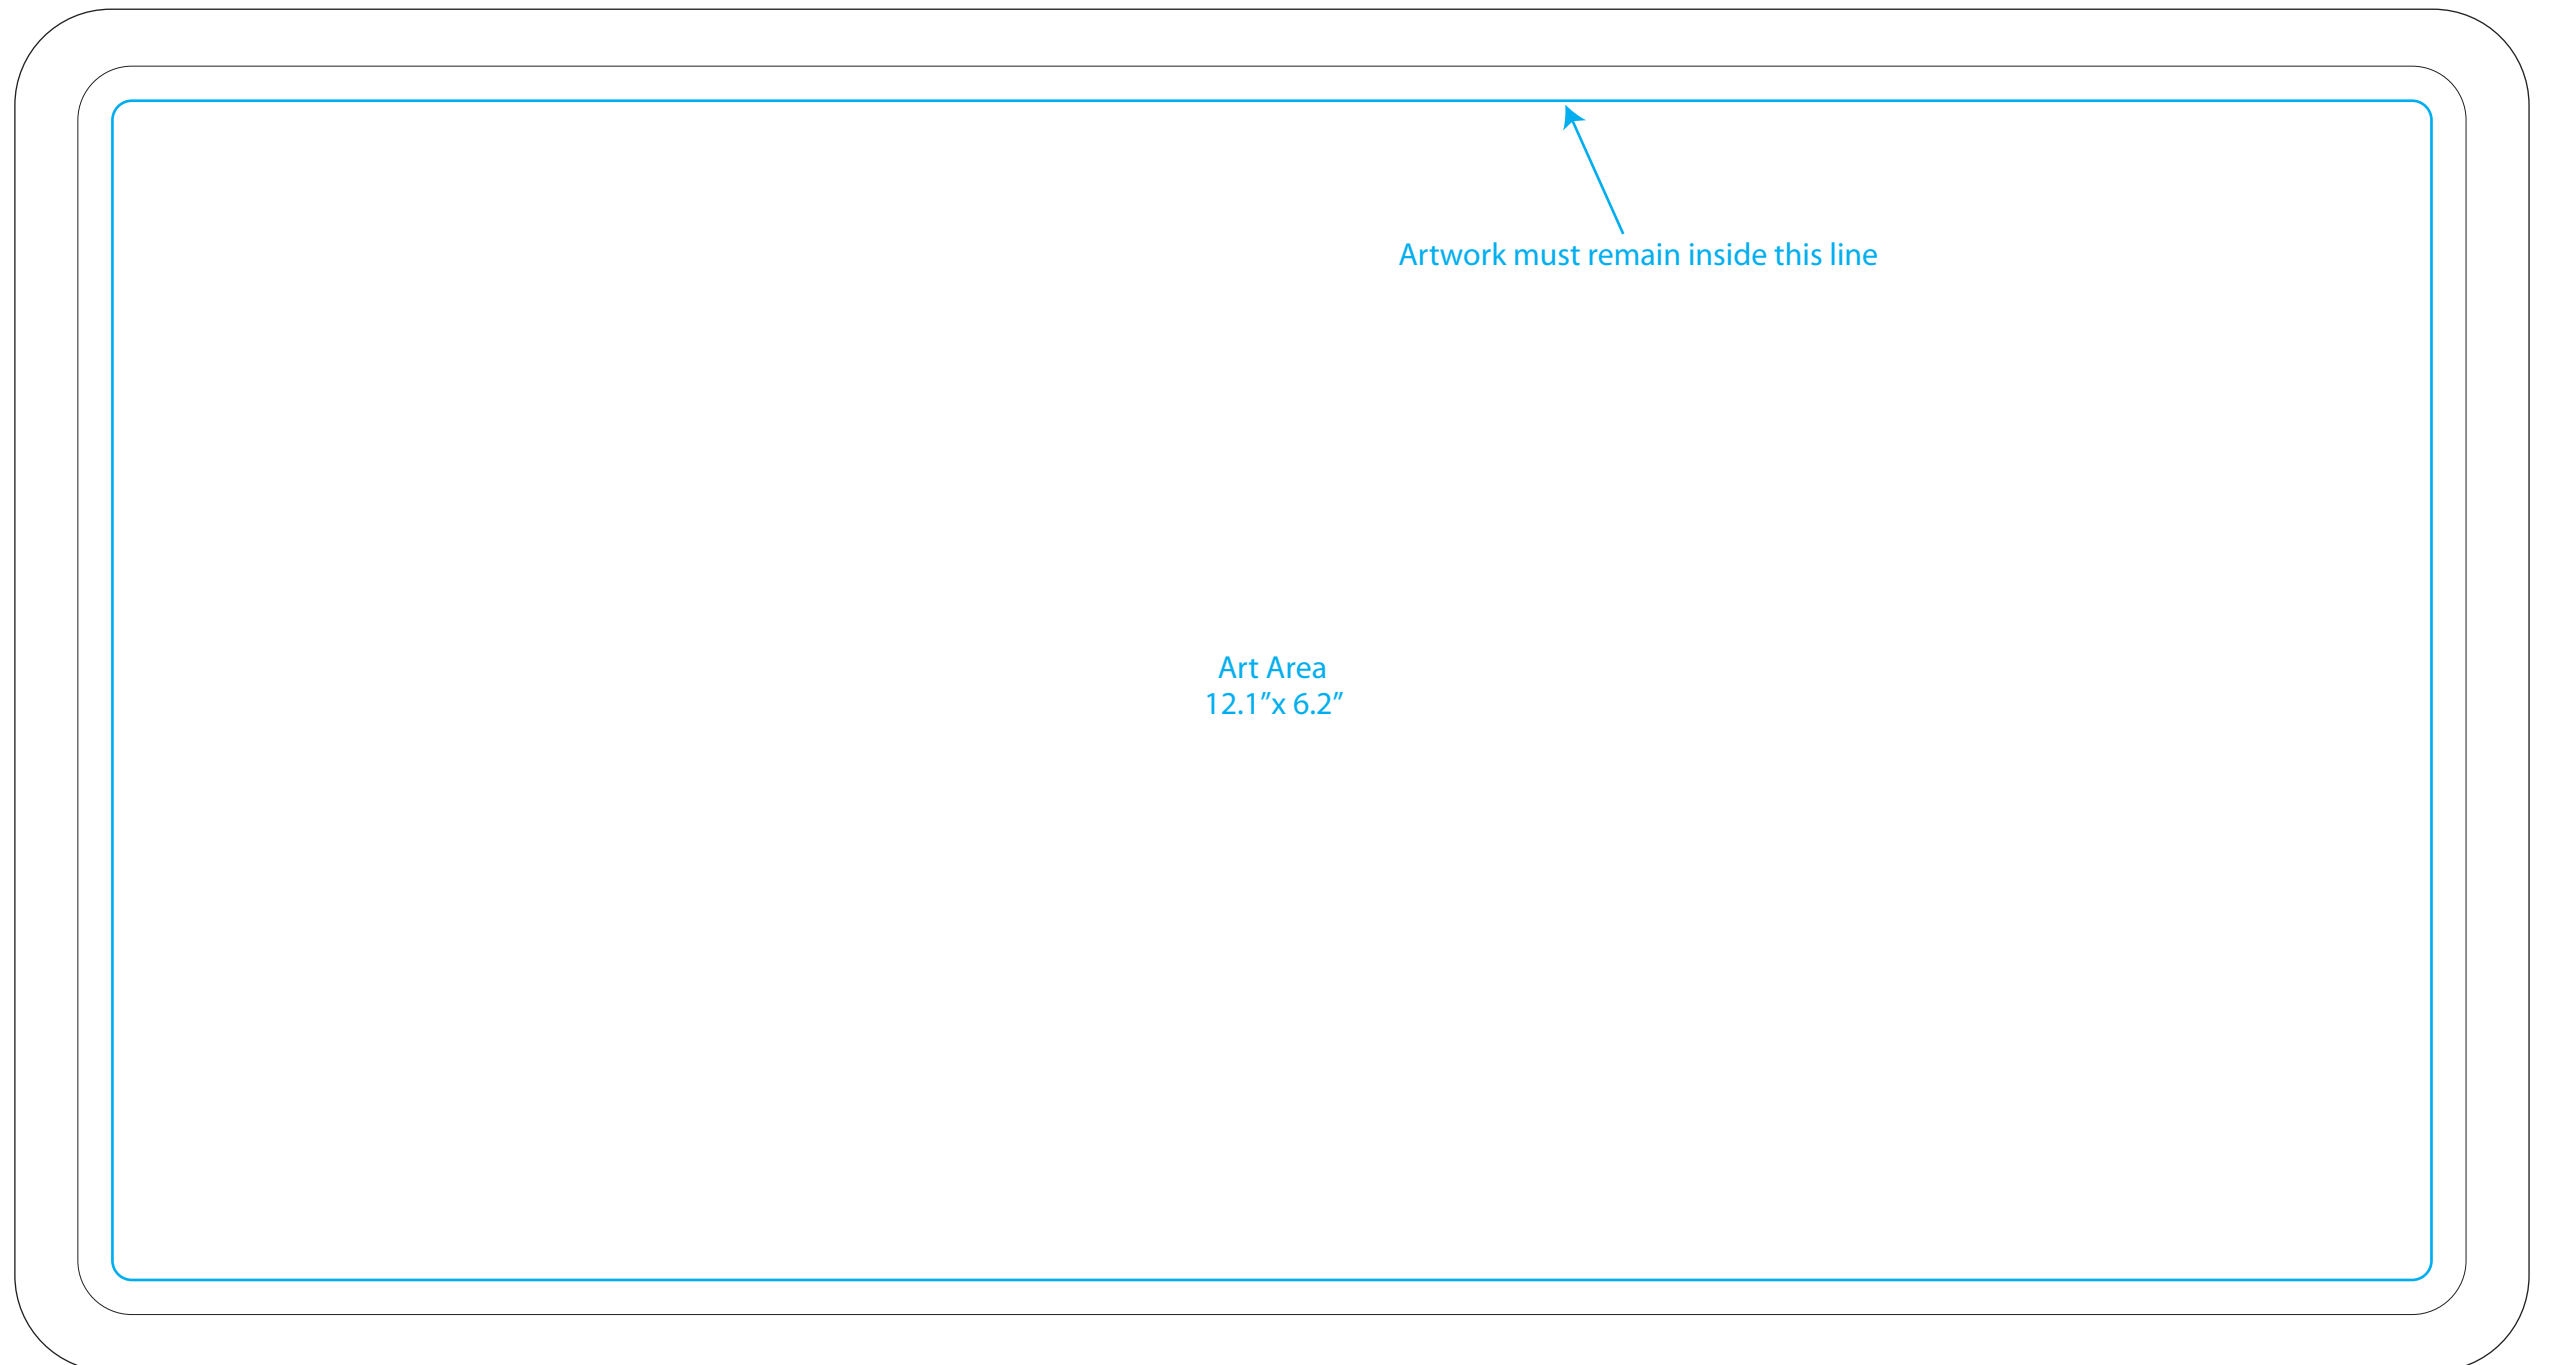 Artwork must remain inside this line
Art Area
12.1”x 6.2”